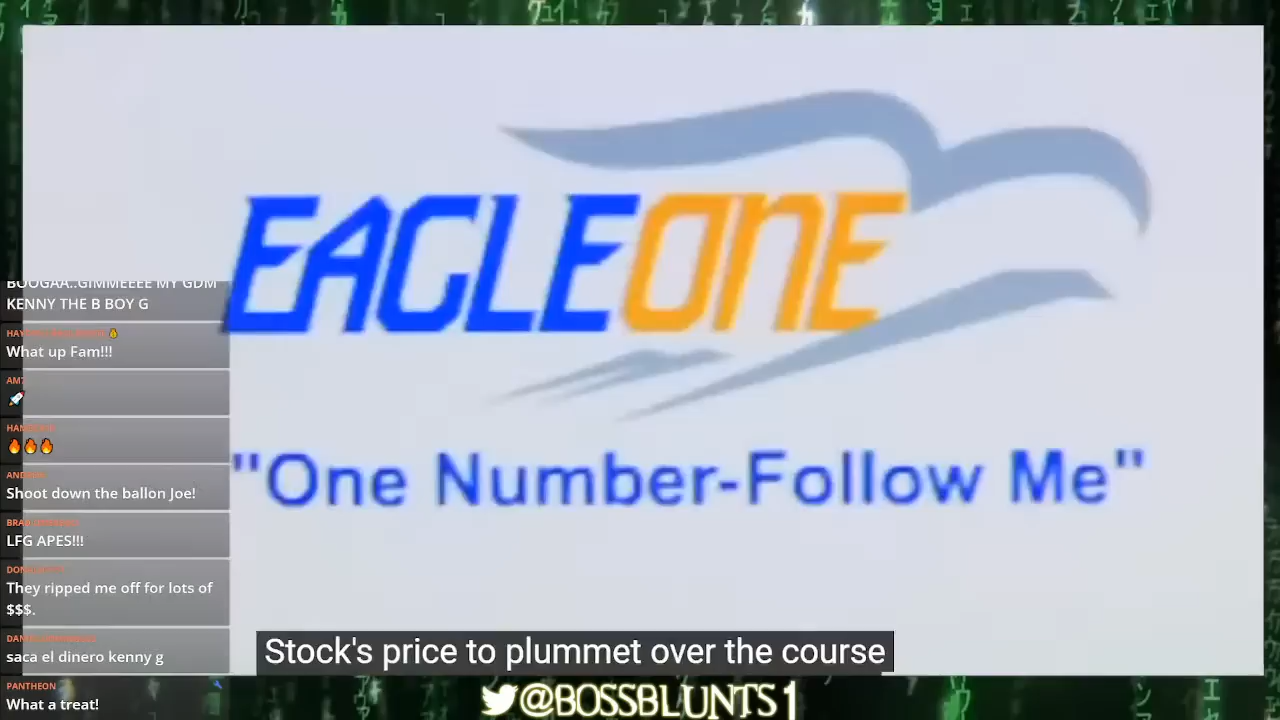 EAGLEONE
"One Number-Follow Me"
BOOGAA..GIMMEEEE MY GDM
KENNY THE B BOY G
What up Fam!!!
🚀
🔥🔥🔥
Shoot down the ballon Joe!
LFG APES!!!
They ripped me off for lots of
$$$.
saca el dinero kenny g
PANTHEON
What a treat!
Stock's price to plummet over the course
@BOSSBLUNTS1